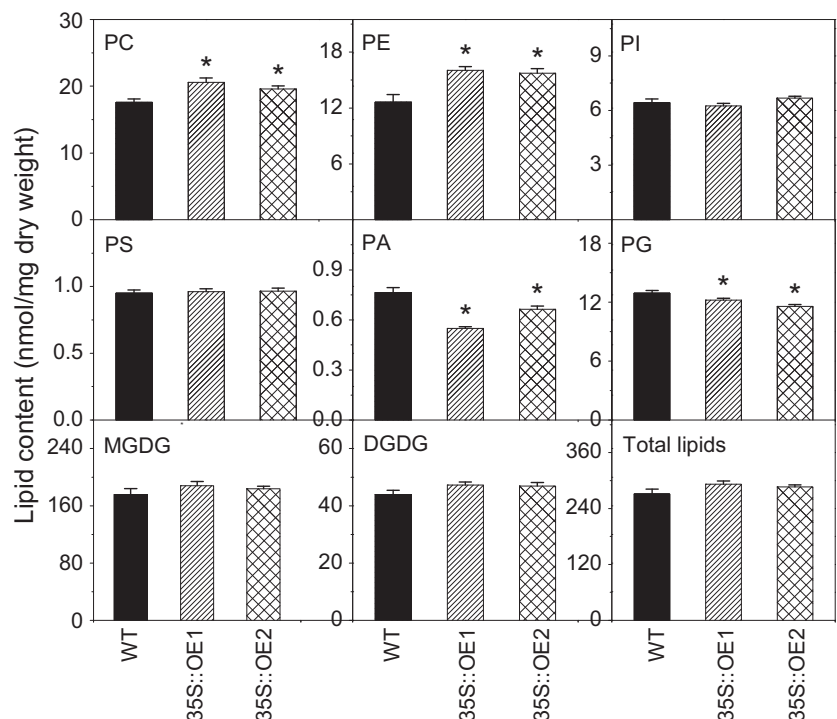 Lipid content (nmol/mg dry weight)
PC
30
20
10
0
*
*
PE
18
12
6
*
*
PI
9
6
3
PS
1.0
0.5
0.0
PA
0.9
0.6
0.3
0.0
*
*
PG
18
12
6
0
*
*
MGDG
240
160
80
0
DGDG
60
40
20
0
Total lipids
360
240
120
0
WT
35S::OE1
35S::OE2
WT
35S::OE1
35S::OE2
WT
35S::OE1
35S::OE2